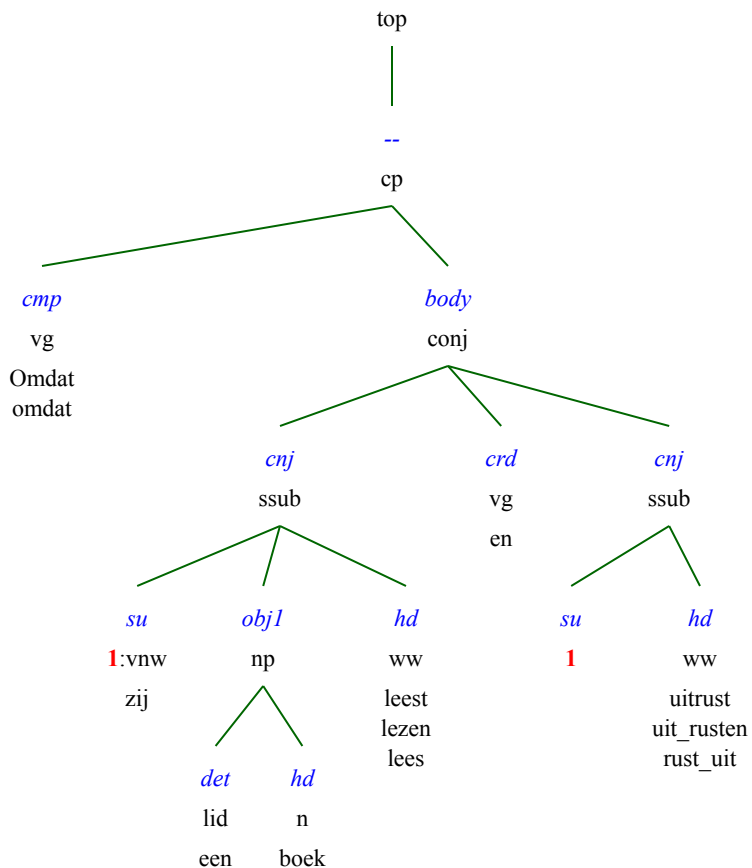 top
--
cp
cmp body
vg conj
Omdat
omdat
cnj crd cnj
ssub vg ssub
en
su obj1 hd su hd
1:vnw np ww 1 ww
zij leest uitrust
lezen uit_rusten
lees rust_uit
det hd
lid n
een boek